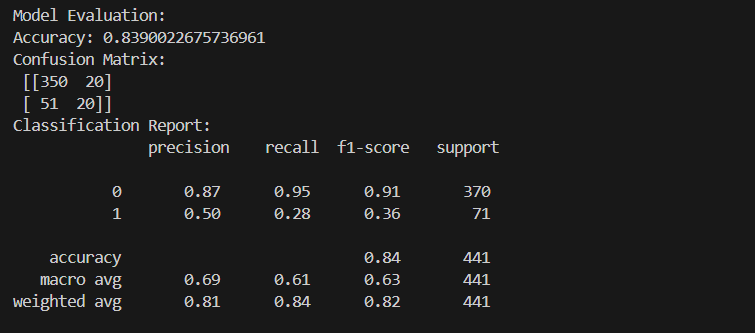 Model Evaluation:
Accuracy: 0.8390022675736961
Confusion Matrix:
 [[350  20]
 [ 51  20]]
Classification Report:
              precision    recall  f1-score   support

           0       0.87      0.95      0.91       370
           1       0.50      0.28      0.36        71

    accuracy                           0.84       441
   macro avg       0.69      0.61      0.63       441
weighted avg       0.81      0.84      0.82       441